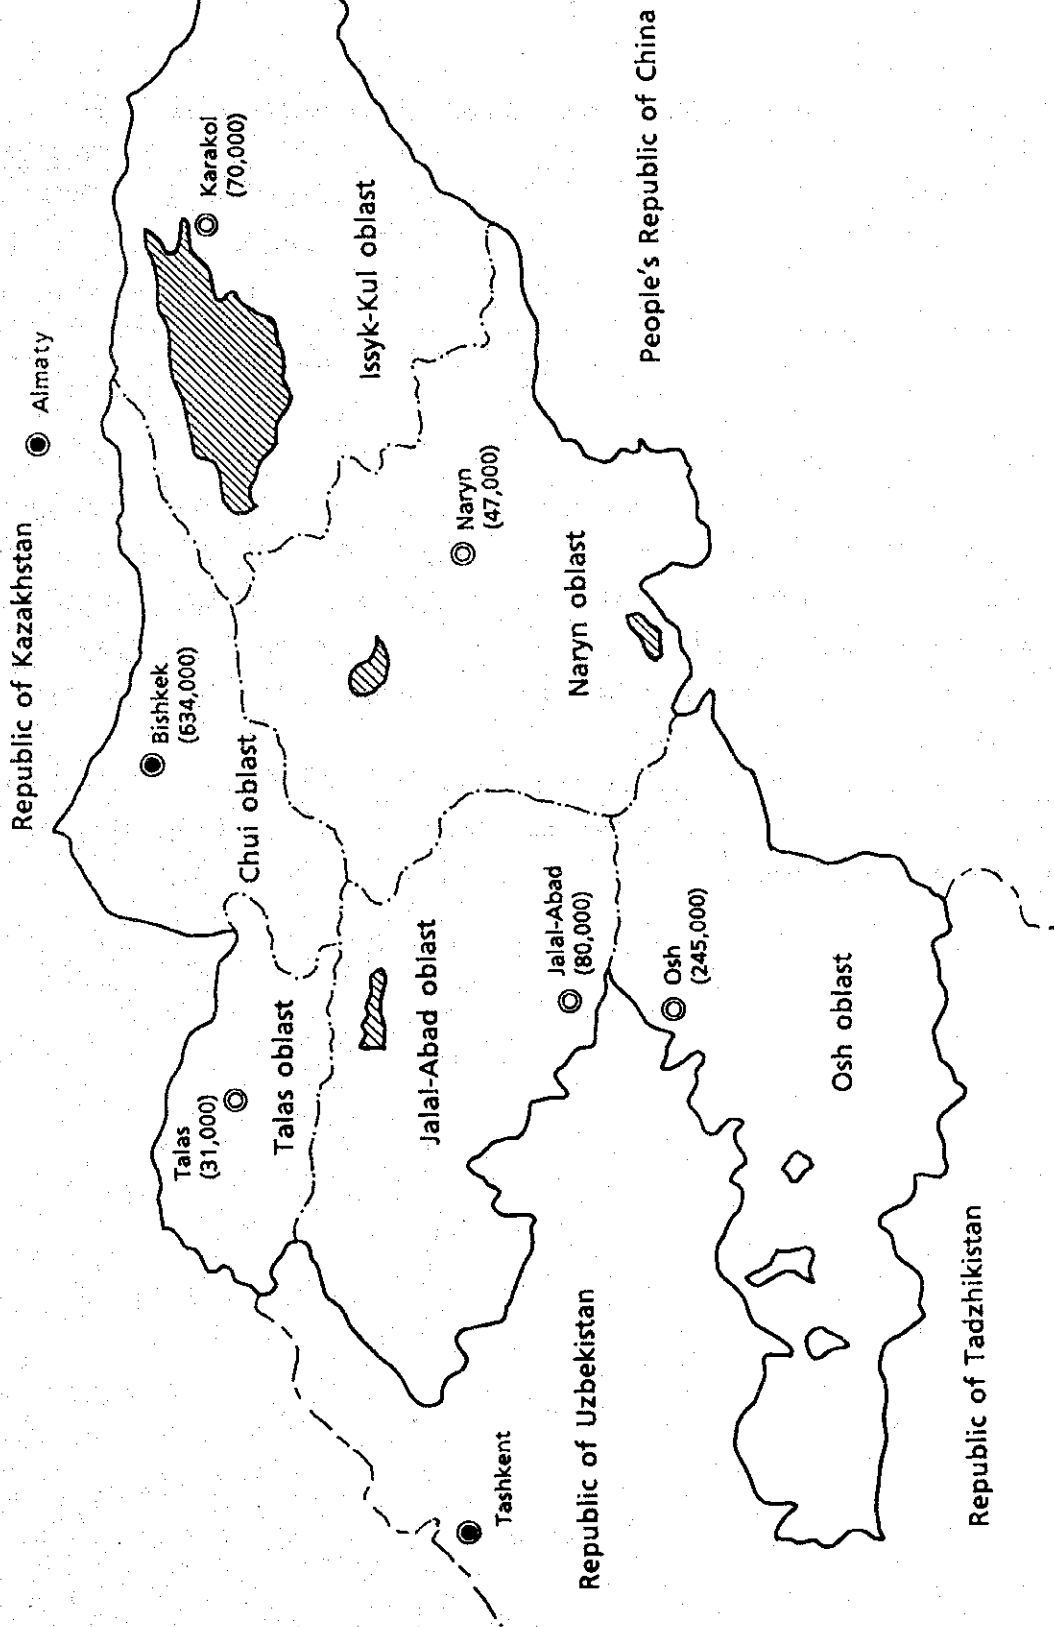 Republic of Kazakhstan
Almaty
Talas
(31,000)
Bishkek
(634,000)
Karakol
(70,000)
Chui oblast
Talas oblast
Issyk-Kul oblast
Jalal-Abad oblast
Naryn
(47,000)
Naryn oblast
Tashkent
Jalal-Abad
(80,000)
Republic of Uzbekistan
Osh
(245,000)
People's Republic of China
Osh oblast
Republic of Tadzhikistan